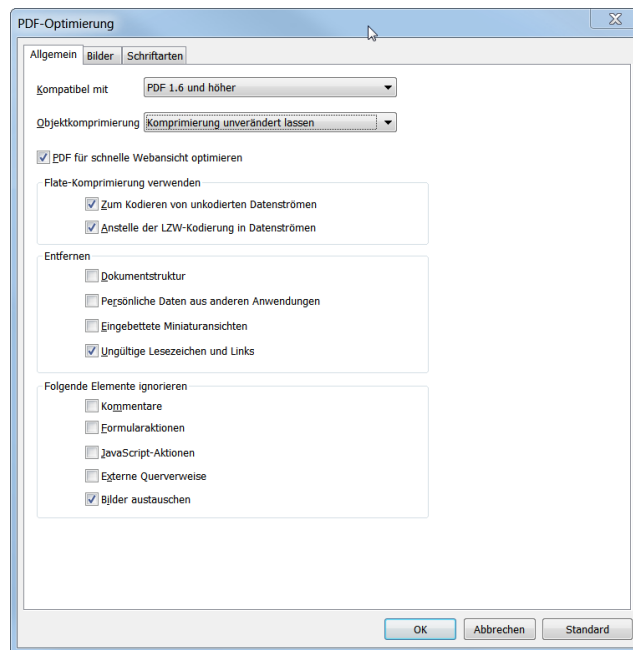 PDF-Optimierung
Allgemein Bilder Schriftarten
Kompatibel mit PDF 1.6 und höher
Objektkomprimierung Komprimierung unverändert lassen
PDF für schnelle Webansicht optimieren
Flate-Komprimierung verwenden
Zum Kodieren von unkodierten Datenströmen
Anstelle der LZW-Kodierung in Datenströmen
Entfernen
Dokumentstruktur
Persönliche Daten aus anderen Anwendungen
Eingebettete Miniaturansichten
Ungültige Lesezeichen und Links
Folgende Elemente ignorieren
Kommentare
Formularaktionen
JavaScript-Aktionen
Externe Querverweise
Bilder austauschen
OK Abbrechen Standard